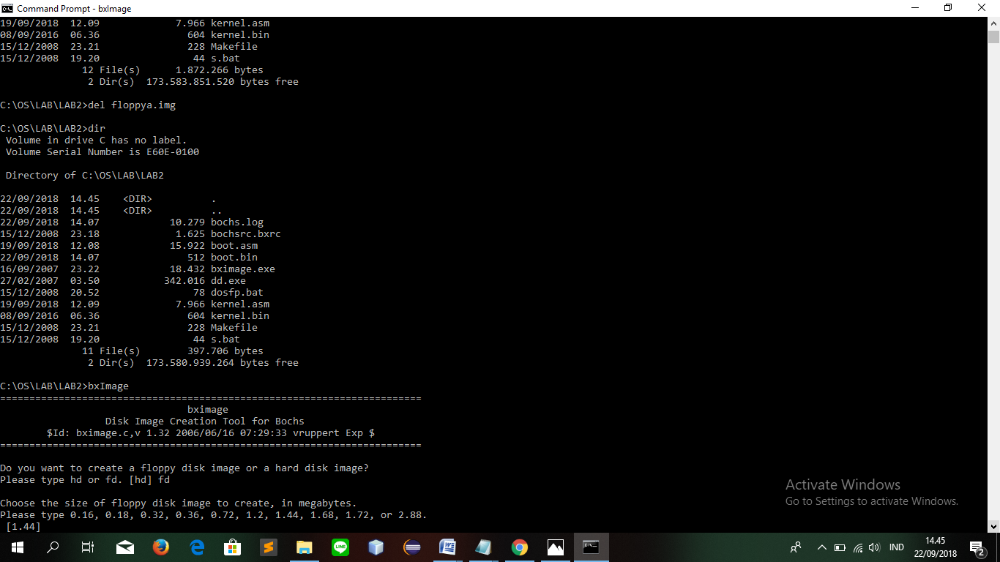 Command Prompt - bxImage
19/09/2018  12.09             7.966 kernel.asm
08/09/2016  06.36               604 kernel.bin
15/12/2008  23.21               228 Makefile
15/12/2008  19.20                44 s.bat
              12 File(s)      1.872.266 bytes
               2 Dir(s)  173.583.851.520 bytes free
C:\OS\LAB\LAB2>del floppya.img
C:\OS\LAB\LAB2>dir
 Volume in drive C has no label.
 Volume Serial Number is E60E-0100
 Directory of C:\OS\LAB\LAB2
22/09/2018  14.45    <DIR>          .
22/09/2018  14.45    <DIR>          ..
22/09/2018  14.07            10.279 bochs.log
15/12/2008  23.18             1.625 bochsrc.bxrc
19/09/2018  12.08            15.922 boot.asm
22/09/2018  14.07               512 boot.bin
16/09/2007  23.22            18.432 bximage.exe
27/02/2007  03.50           342.016 dd.exe
15/12/2008  20.52                78 dosfp.bat
19/09/2018  12.09             7.966 kernel.asm
08/09/2016  06.36               604 kernel.bin
15/12/2008  23.21               228 Makefile
15/12/2008  19.20                44 s.bat
              11 File(s)        397.706 bytes
               2 Dir(s)  173.580.939.264 bytes free
C:\OS\LAB\LAB2>bxImage
========================================================================
                                bximage
                  Disk Image Creation Tool for Bochs
        $Id: bximage.c,v 1.32 2006/06/16 07:29:33 vruppert Exp $
========================================================================
Do you want to create a floppy disk image or a hard disk image?
Please type hd or fd. [hd] fd
Choose the size of floppy disk image to create, in megabytes.
Please type 0.16, 0.18, 0.32, 0.36, 0.72, 1.2, 1.44, 1.68, 1.72, or 2.88.
 [1.44]
Activate Windows
Go to Settings to activate Windows.
LINE
IND
14.45
22/09/2018
2